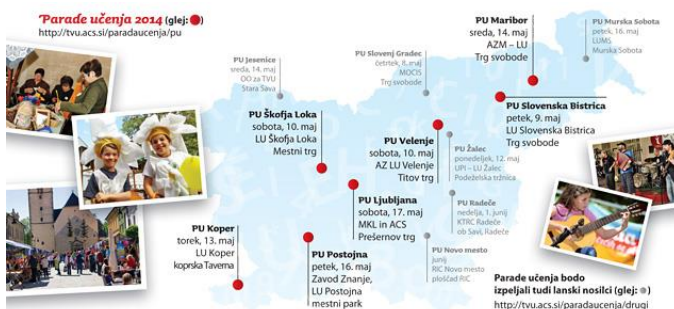 Parade učenja 2014 (glej: )
http://tvu.acs.si/paradaucenja/pu
PU Jesenice
sreda, 14. maj
OO za TVU
Stara Sava
PU Slovenj Gradec
četrtek, 8. maj
MOCIS
Trg svobode
PU Maribor
sreda, 14. maj
AZM – LU
Trg svobode
PU Murska Sobota
petek, 16. maj
LUMS
Murska Sobota
PU Škofja Loka
sobota, 10. maj
LU Škofja Loka
Mestni trg
PU Velenje
sobota, 10. maj
AZ LU Velenje
Titov trg
PU Slovenska Bistrica
petek, 9. maj
LU Slovenska Bistrica
Trg svobode
PU Žalec
ponedeljek, 12. maj
UPI – LU Žalec
Podeželska tržnica
PU Ljubljana
sobota, 17. maj
MKL in ACS
Prešernov trg
PU Radeče
nedelja, 1. junij
KTRC Radeče
ob Savi, Radeče
PU Koper
torek, 13. maj
LU Koper
koprska Taverna
PU Postojna
petek, 16. maj
Zavod Znanje,
LU Postojna
mestni park
PU Novo mesto
junij
RIC Novo mesto
ploščad RIC
Parade učenja bodo
izpeljali tudi lanski nosilci (glej: )
http://tvu.acs.si/paradaucenja/drugi